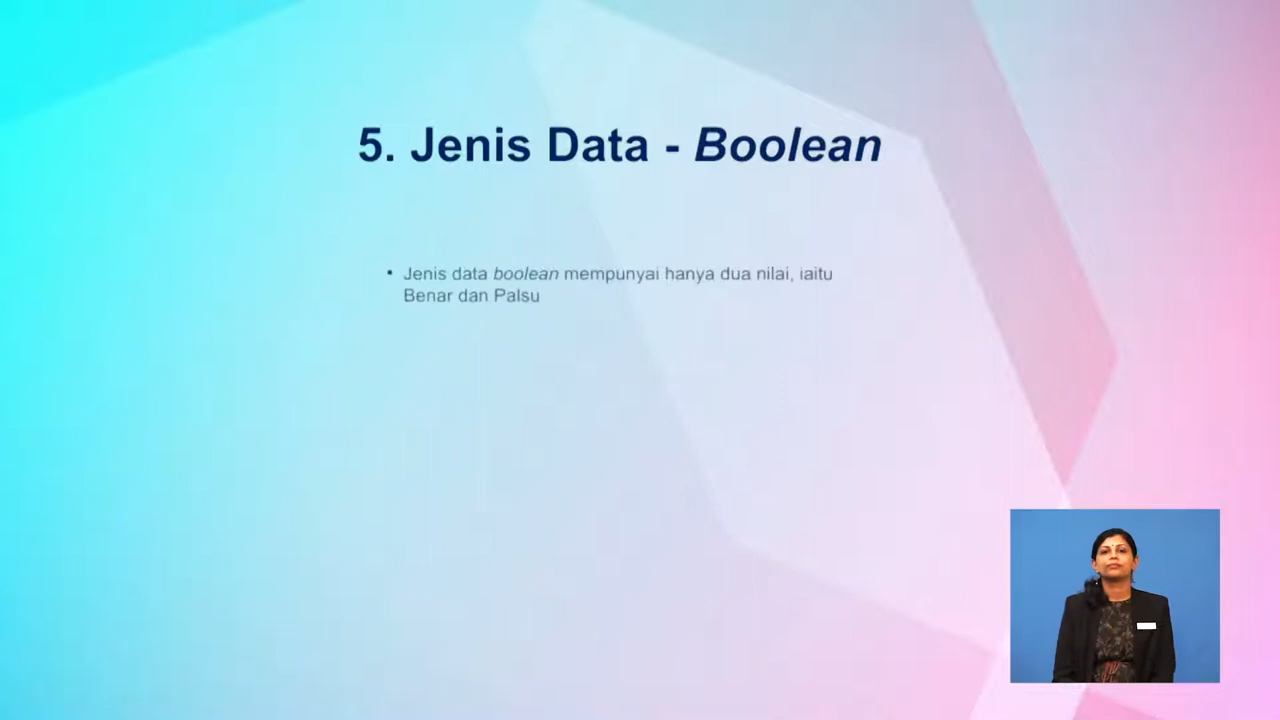 5. Jenis Data - Boolean
• Jenis data boolean mempunyai hanya dua nilai, iaitu
Benar dan Palsu